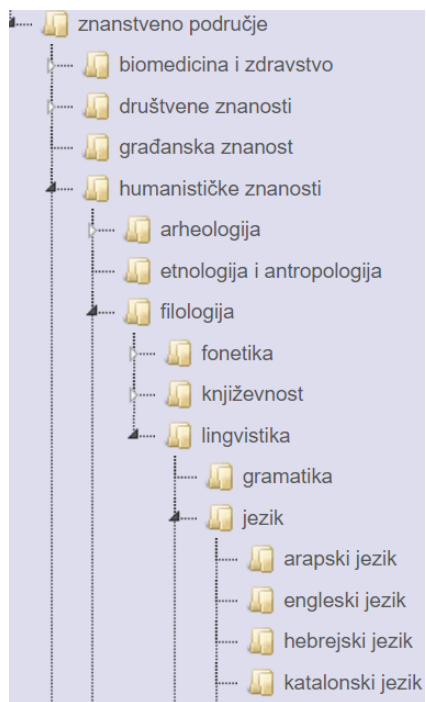 znanstveno područje
biomedicina i zdravstvo
društvene znanosti
građanska znanost
humanističke znanosti
arheologija
etnologija i antropologija
filologija
fonetika
književnost
lingvistika
gramatika
jezik
arapski jezik
engleski jezik
hebrejski jezik
katalonski jezik